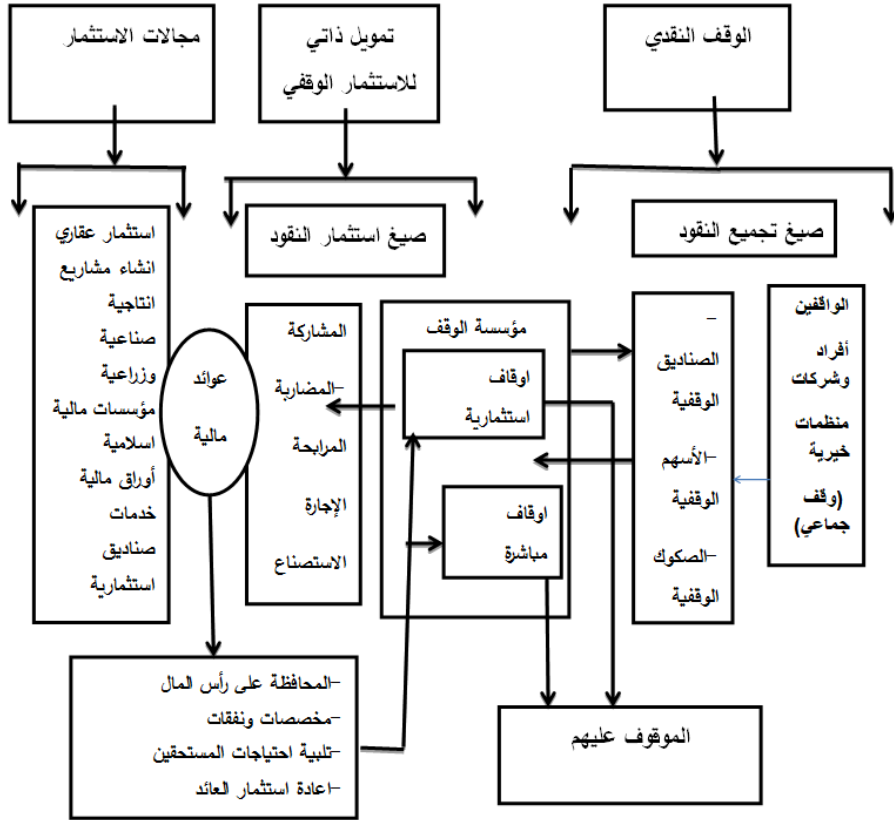 الوقف النقدي
تمويل ذاتي
للاستثمار الوقفي
مجالات الاستثمار
صيغ تجميع النقود
صيغ استثمار النقود
الواقفين
أفراد
وشركات
منظمات
خيرية
(وقف
جماعي)
–
الصناديق
الوقفية
–الأسهم
الوقفية
–الصكوك
الوقفية
مؤسسة الوقف
اوقاف
استثمارية
اوقاف
مباشرة
المشاركة
–المضاربة
المرابحة
الإجارة
الاستصناع
عوائد
مالية
استثمار عقاري
انشاء مشاريع
انتاجية
صناعية
وزراعية
مؤسسات مالية
اسلامية
أوراق مالية
خدمات
صناديق
استثمارية
الموقوف عليهم
–المحافظة على رأس المال
–مخصصات ونفقات
–تلبية احتياجات المستحقين
–اعادة استثمار العائد